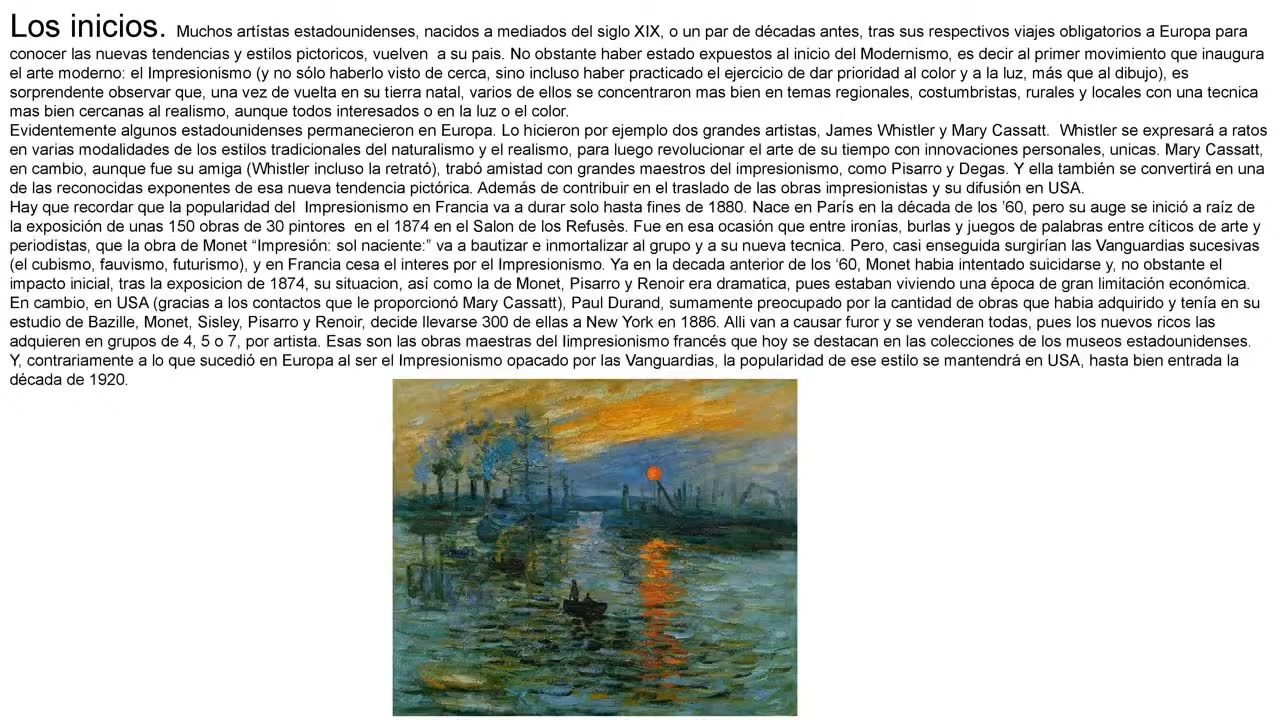 Los inicios. Muchos artístas estadounidenses, nacidos a mediados del siglo XIX, o un par de décadas antes, tras sus respectivos viajes obligatorios a Europa para
conocer las nuevas tendencias y estilos pictoricos, vuelven a su pais. No obstante haber estado expuestos al inicio del Modernismo, es decir al primer movimiento que inaugura
el arte moderno: el Impresionismo (y no sólo haberlo visto de cerca, sino incluso haber practicado el ejercicio de dar prioridad al color y a la luz, más que al dibujo), es
sorprendente observar que, una vez de vuelta en su tierra natal, varios de ellos se concentraron mas bien en temas regionales, costumbristas, rurales y locales con una tecnica
mas bien cercanas al realismo, aunque todos interesados o en la luz o el color.
Evidentemente algunos estadounidenses permanecieron en Europa. Lo hicieron por ejemplo dos grandes artistas, James Whistler y Mary Cassatt. Whistler se expresará a ratos
en varias modalidades de los estilos tradicionales del naturalismo y el realismo, para luego revolucionar el arte de su tiempo con innovaciones personales, unicas. Mary Cassatt,
en cambio, aunque fue su amiga (Whistler incluso la retrató), trabó amistad con grandes maestros del impresionismo, como Pisarro y Degas. Y ella también se convertirá en una
de las reconocidas exponentes de esa nueva tendencia pictórica. Además de contribuir en el traslado de las obras impresionistas y su difusión en USA.
Hay que recordar que la popularidad del Impresionismo en Francia va a durar solo hasta fines de 1880. Nace en París en la década de los ’60, pero su auge se inició a raíz de
la exposición de unas 150 obras de 30 pintores en el 1874 en el Salon de los Refusès. Fue en esa ocasión que entre ironías, burlas y juegos de palabras entre cíticos de arte y
periodistas, que la obra de Monet “Impresión: sol naciente:” va a bautizar e inmortalizar al grupo y a su nueva tecnica. Pero, casi enseguida surgirían las Vanguardias sucesivas
(el cubismo, fauvismo, futurismo), y en Francia cesa el interes por el Impresionismo. Ya en la decada anterior de los ‘60, Monet habia intentado suicidarse y, no obstante el
impacto inicial, tras la exposicion de 1874, su situacion, así como la de Monet, Pisarro y Renoir era dramatica, pues estaban viviendo una época de gran limitación económica.
En cambio, en USA (gracias a los contactos que le proporcionó Mary Cassatt), Paul Durand, sumamente preocupado por la cantidad de obras que habia adquirido y tenía en su
estudio de Bazille, Monet, Sisley, Pisarro y Renoir, decide llevarse 300 de ellas a New York en 1886. Alli van a causar furor y se venderan todas, pues los nuevos ricos las
adquieren en grupos de 4, 5 o 7, por artista. Esas son las obras maestras del Iimpresionismo francés que hoy se destacan en las colecciones de los museos estadounidenses.
Y, contrariamente a lo que sucedió en Europa al ser el Impresionismo opacado por las Vanguardias, la popularidad de ese estilo se mantendrá en USA, hasta bien entrada la
década de 1920.